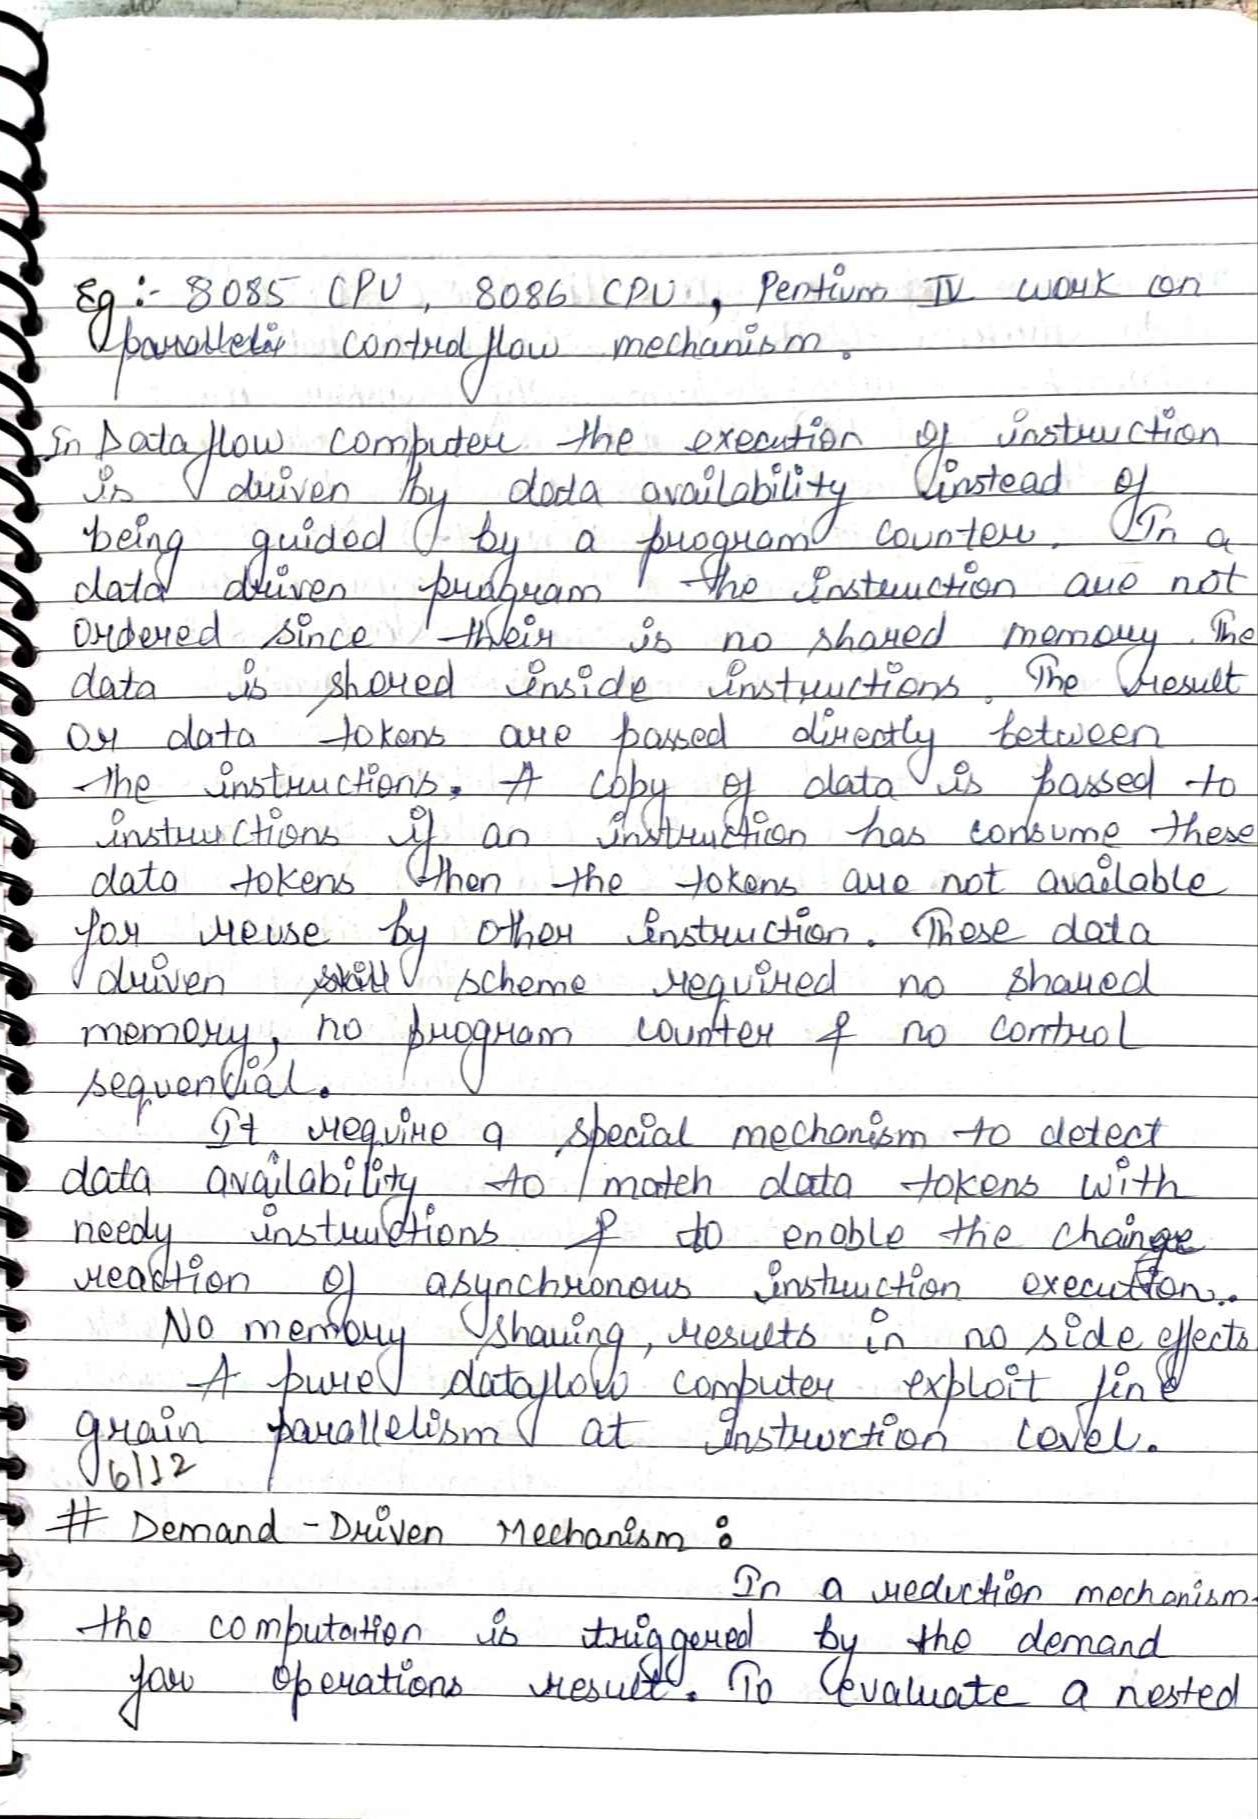 Eg :- 8085 CPU, 8086 CPU, Pentium IV work on
control flow mechanism.
In Dataflow computer the execution of instruction
is driven by data availability instead of
being guided by a program counter. In a
data driven program the instruction are not
ordered since their is no shared memory. The
data is shared inside instructions. The result
or data tokens are passed directly between
the instructions. A copy of data is passed to
instructions if an instruction has consume these
data tokens then the tokens are not available
for reuse by other instruction. These data
driven scheme required no shared
memory, no program counter & no control
sequential.
It require a special mechanism to detect
data availability to match data tokens with
needy instructions & to enable the
reaction of asynchronous instruction execution.
No memory sharing, results in no side effects
A pure dataflow computer exploit fine
grain parallelism at instruction level.
6/12
# Demand-Driven Mechanism :
In a reduction mechanism
the computation is triggered by the demand
for operations result. To evaluate a nested